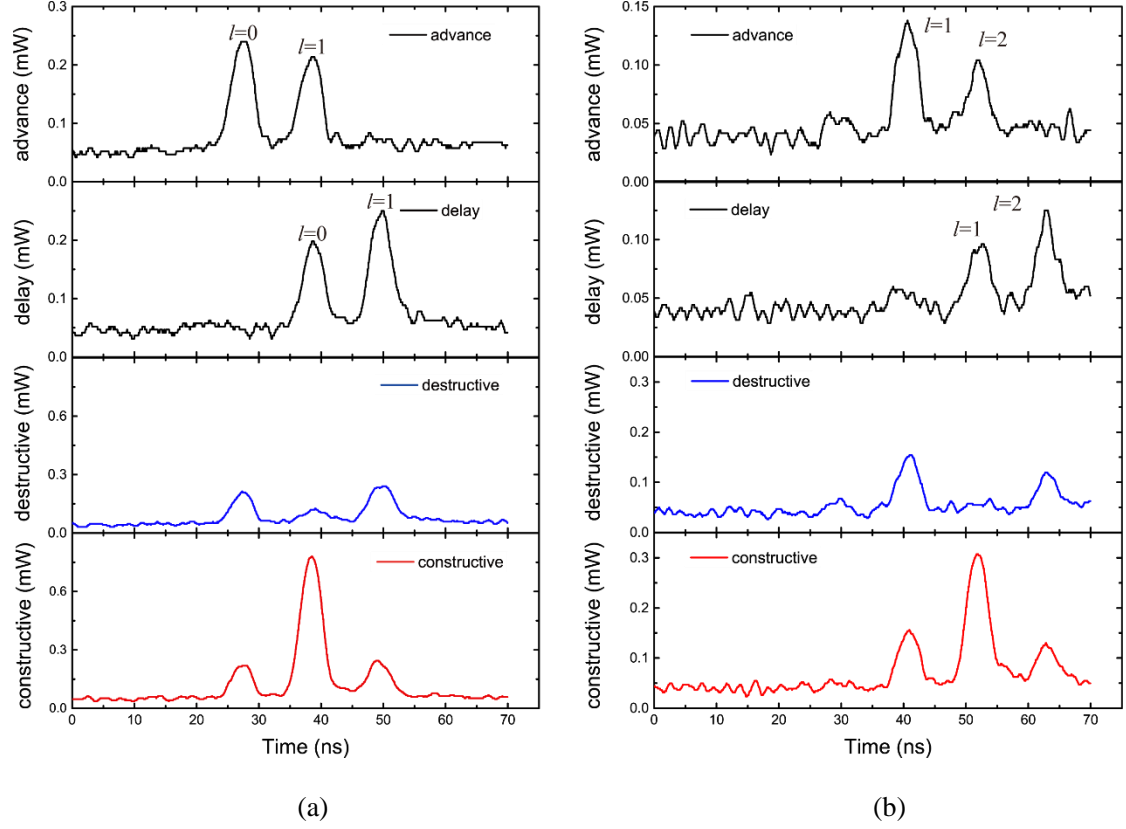 0.3
l=0
l=1
advance
0.2
0.1
0.0
advance (mW)
l=1
delay
l=0
0.2
0.1
0.0
delay (mW)
destructive
0.6
0.3
0.0
destructive (mW)
constructive
0.6
0.3
0.0
constructive (mW)
0 10 20 30 40 50 60 70
Time (ns)
(a)
0.15
advance
l=1
l=2
0.10
0.05
0.00
advance (mW)
delay
l=2
l=1
0.10
0.05
0.00
delay (mW)
destructive
0.3
0.2
0.1
0.0
destructive (mW)
constructive
0.3
0.2
0.1
0.0
constructive (mW)
0 10 20 30 40 50 60 70
Time (ns)
(b)